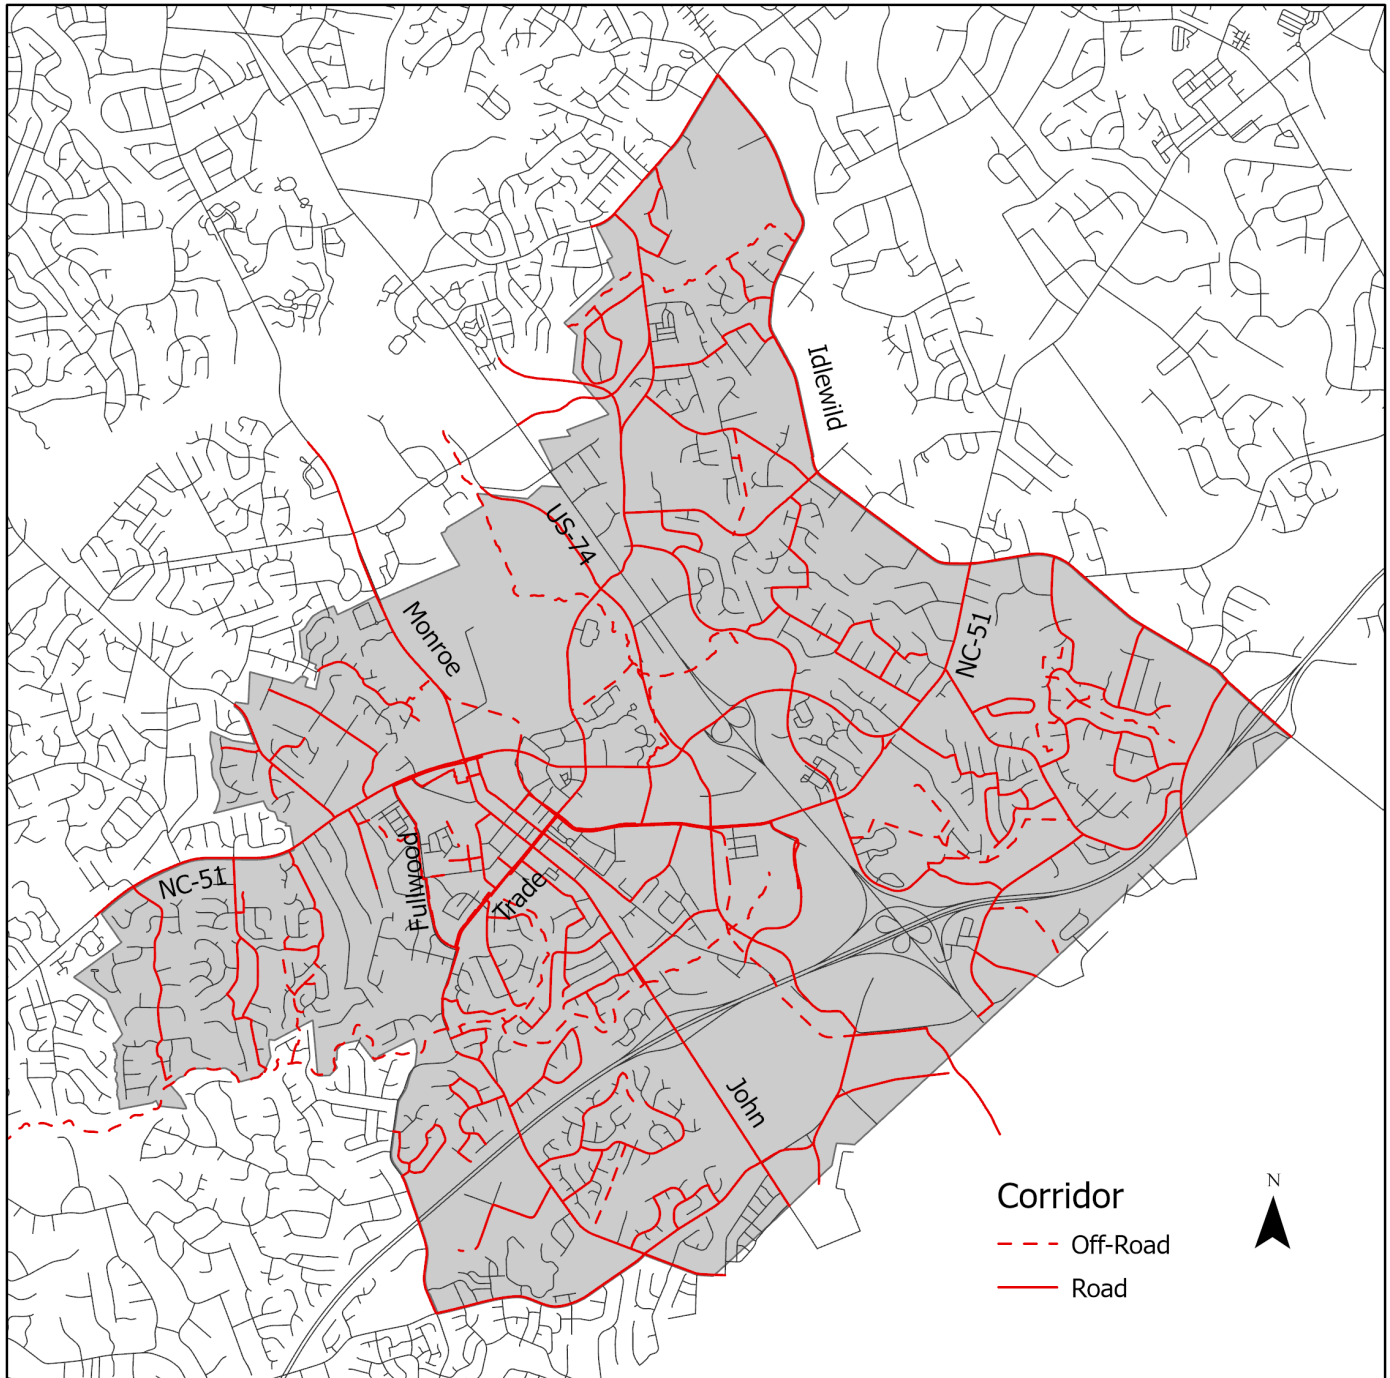 Idlewild
US-74
Monroe
NC-51
NC-51
Fullwood
Trade
John
Corridor
Off-Road
Road
N